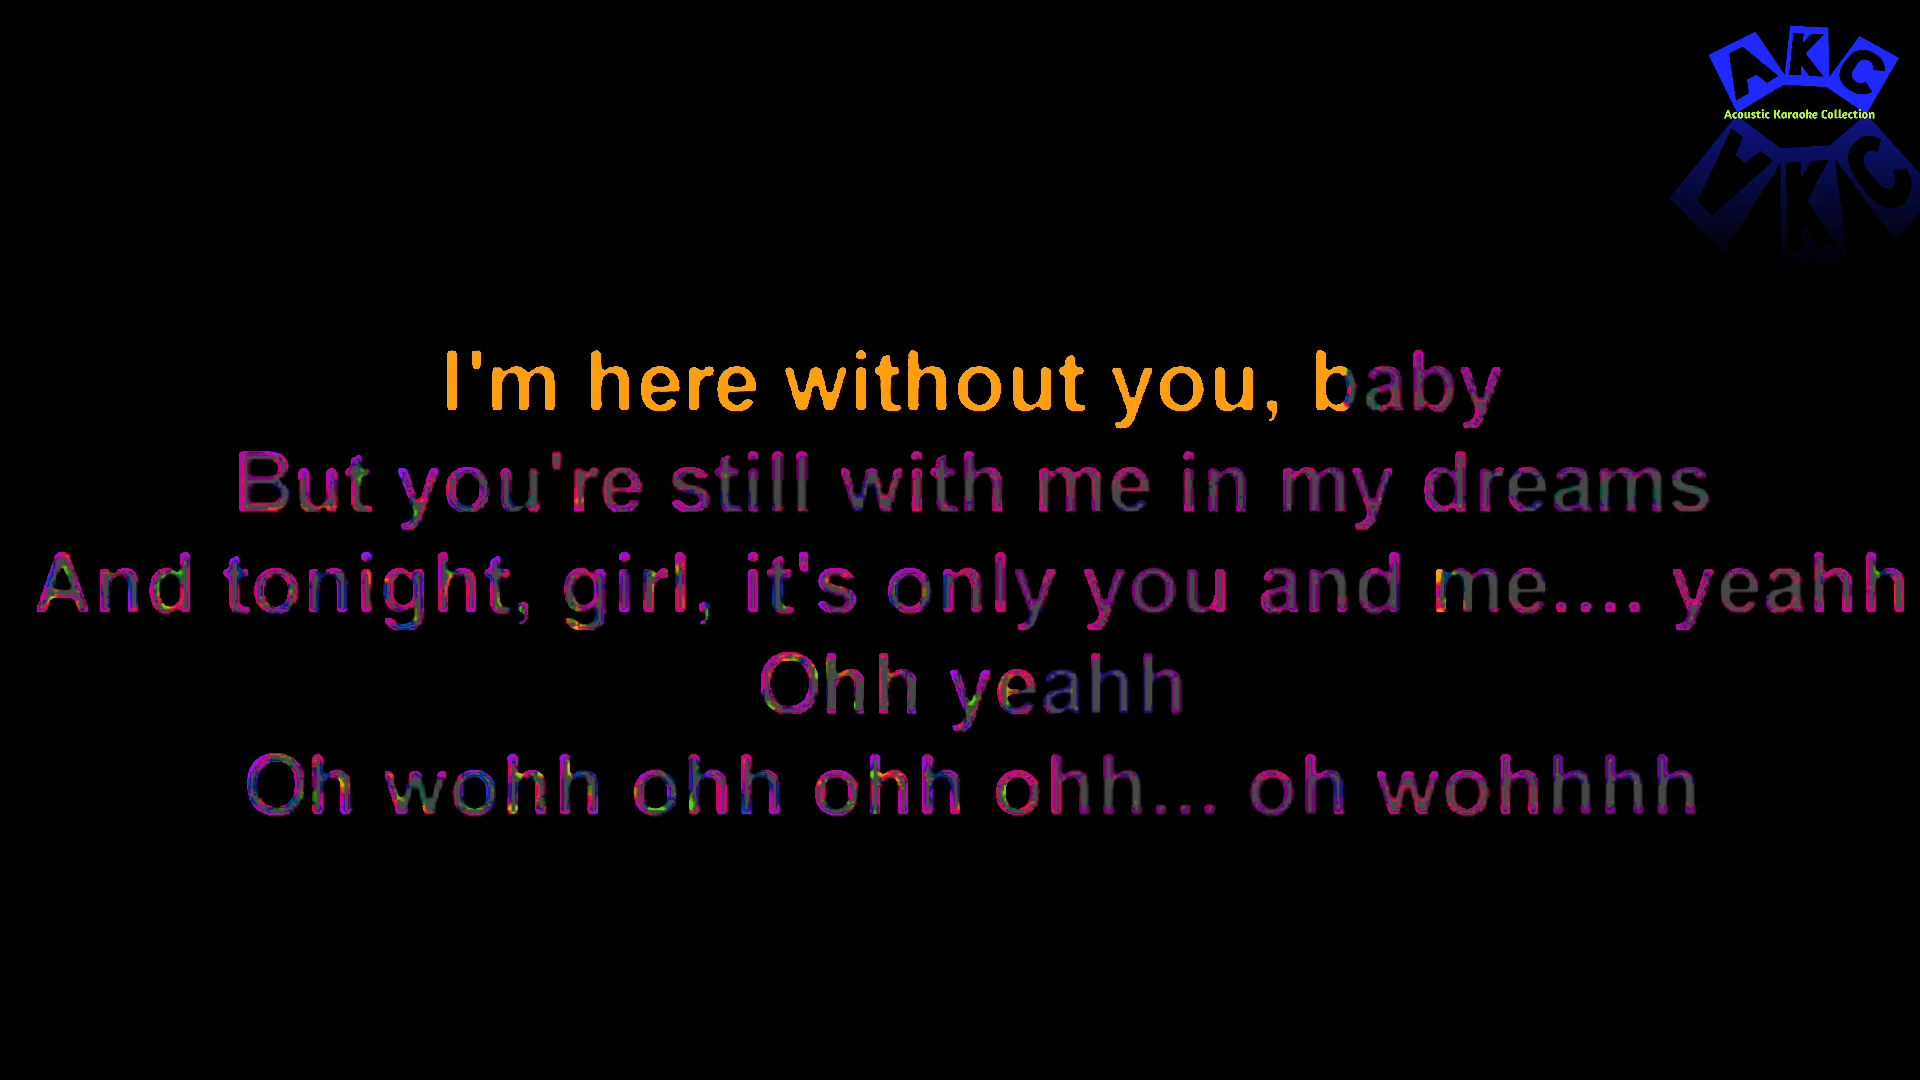 AKC
Acoustic Karaoke Collection
AKC
I'm here without you, baby
But you're still with me in my dreams
And tonight, girl, it's only you and me.... yeahh
Ohh yeahh
Oh wohh ohh ohh ohh... oh wohhhh